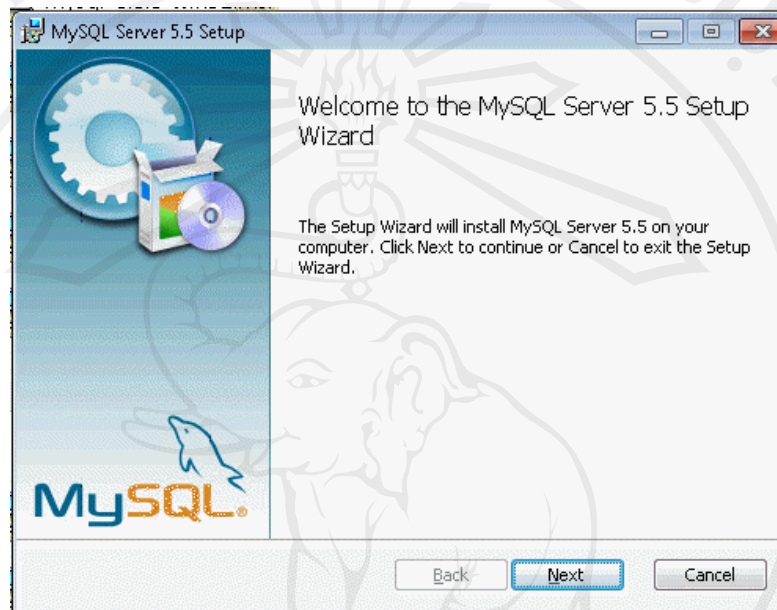 MySQL Server 5.5 Setup
Welcome to the MySQL Server 5.5 Setup
Wizard
The Setup Wizard will install MySQL Server 5.5 on your
computer. Click Next to continue or Cancel to exit the Setup
Wizard.
MySQL®
Back
Next
Cancel